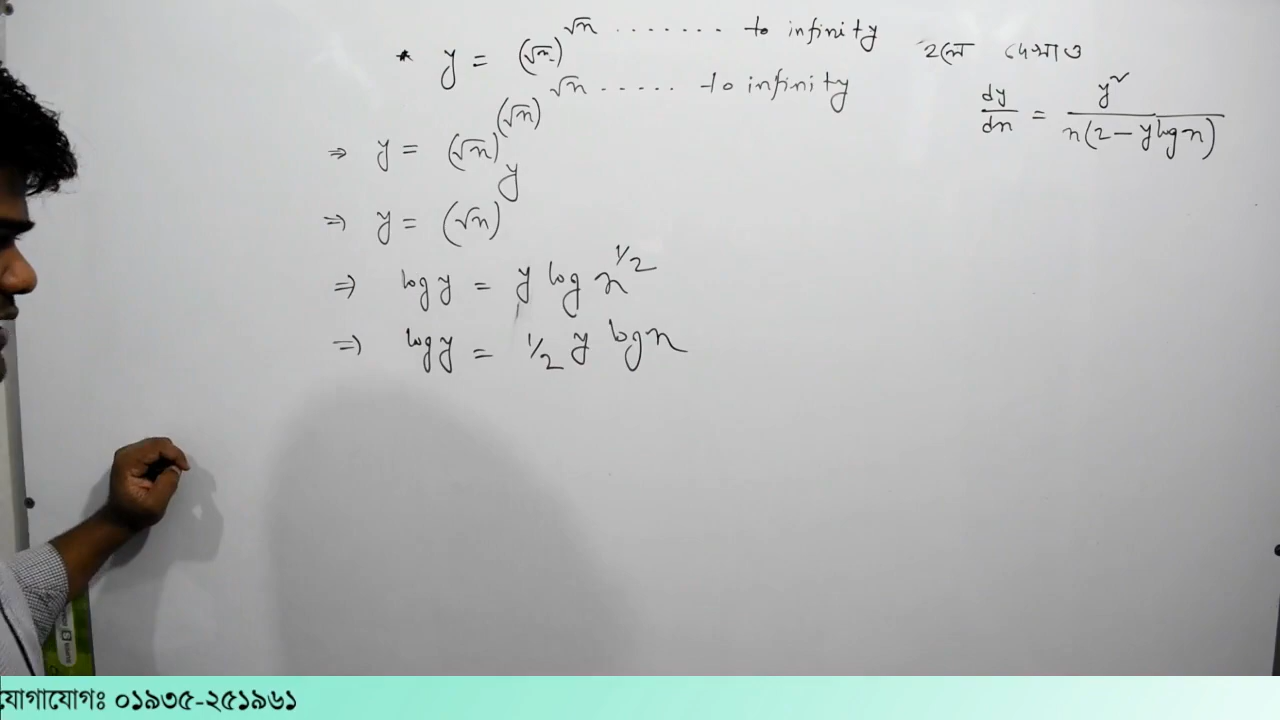 * y = (√x)^√x ....... to infinity হলে দেখাও
dy/dx = y²/x(2 - y log x)
⇒ y = (√x)^(√x)^√x ..... to infinity
⇒ y = (√x)^y
⇒ log y = y log x^1/2
⇒ log y = 1/2 y log x
যোগাযোগঃ ০১৯৩৫-২৫১৯৬১